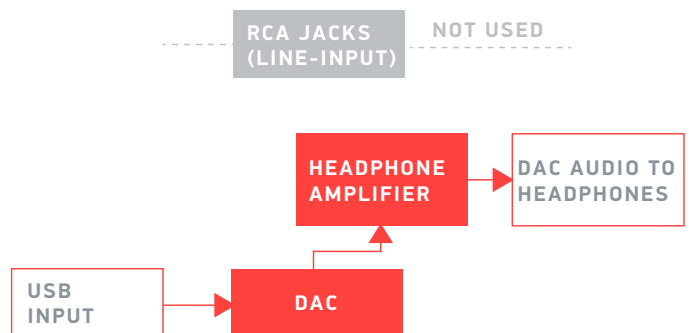 RCA JACKS
(LINE-INPUT)
NOT USED
HEADPHONE
AMPLIFIER
DAC AUDIO TO
HEADPHONES
USB
INPUT
DAC